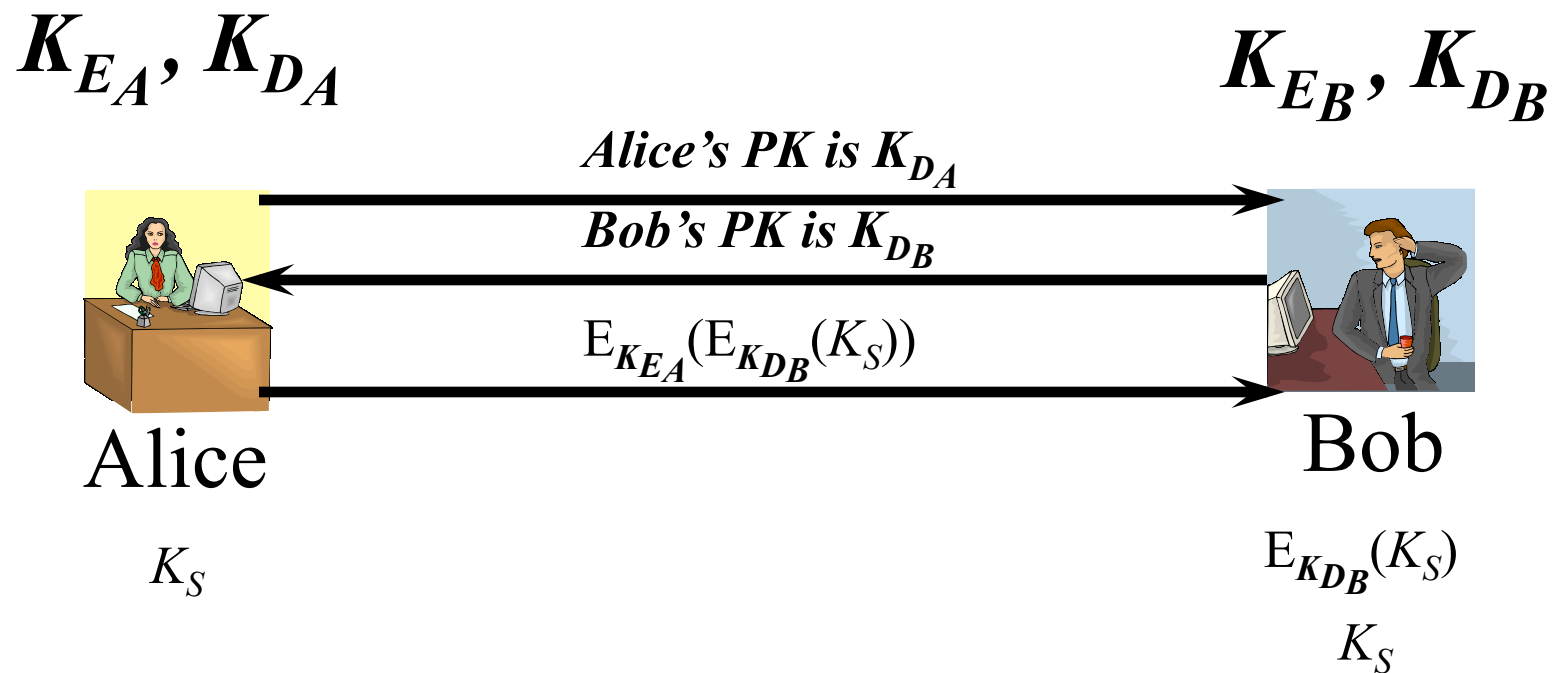 K_{E_A}, K_{D_A}
K_{E_B}, K_{D_B}
Alice’s PK is K_{D_A}
Bob’s PK is K_{D_B}
E_{K_{E_A}}(E_{K_{D_B}}(K_S))
Alice
Bob
K_S
E_{K_{D_B}}(K_S)
K_S